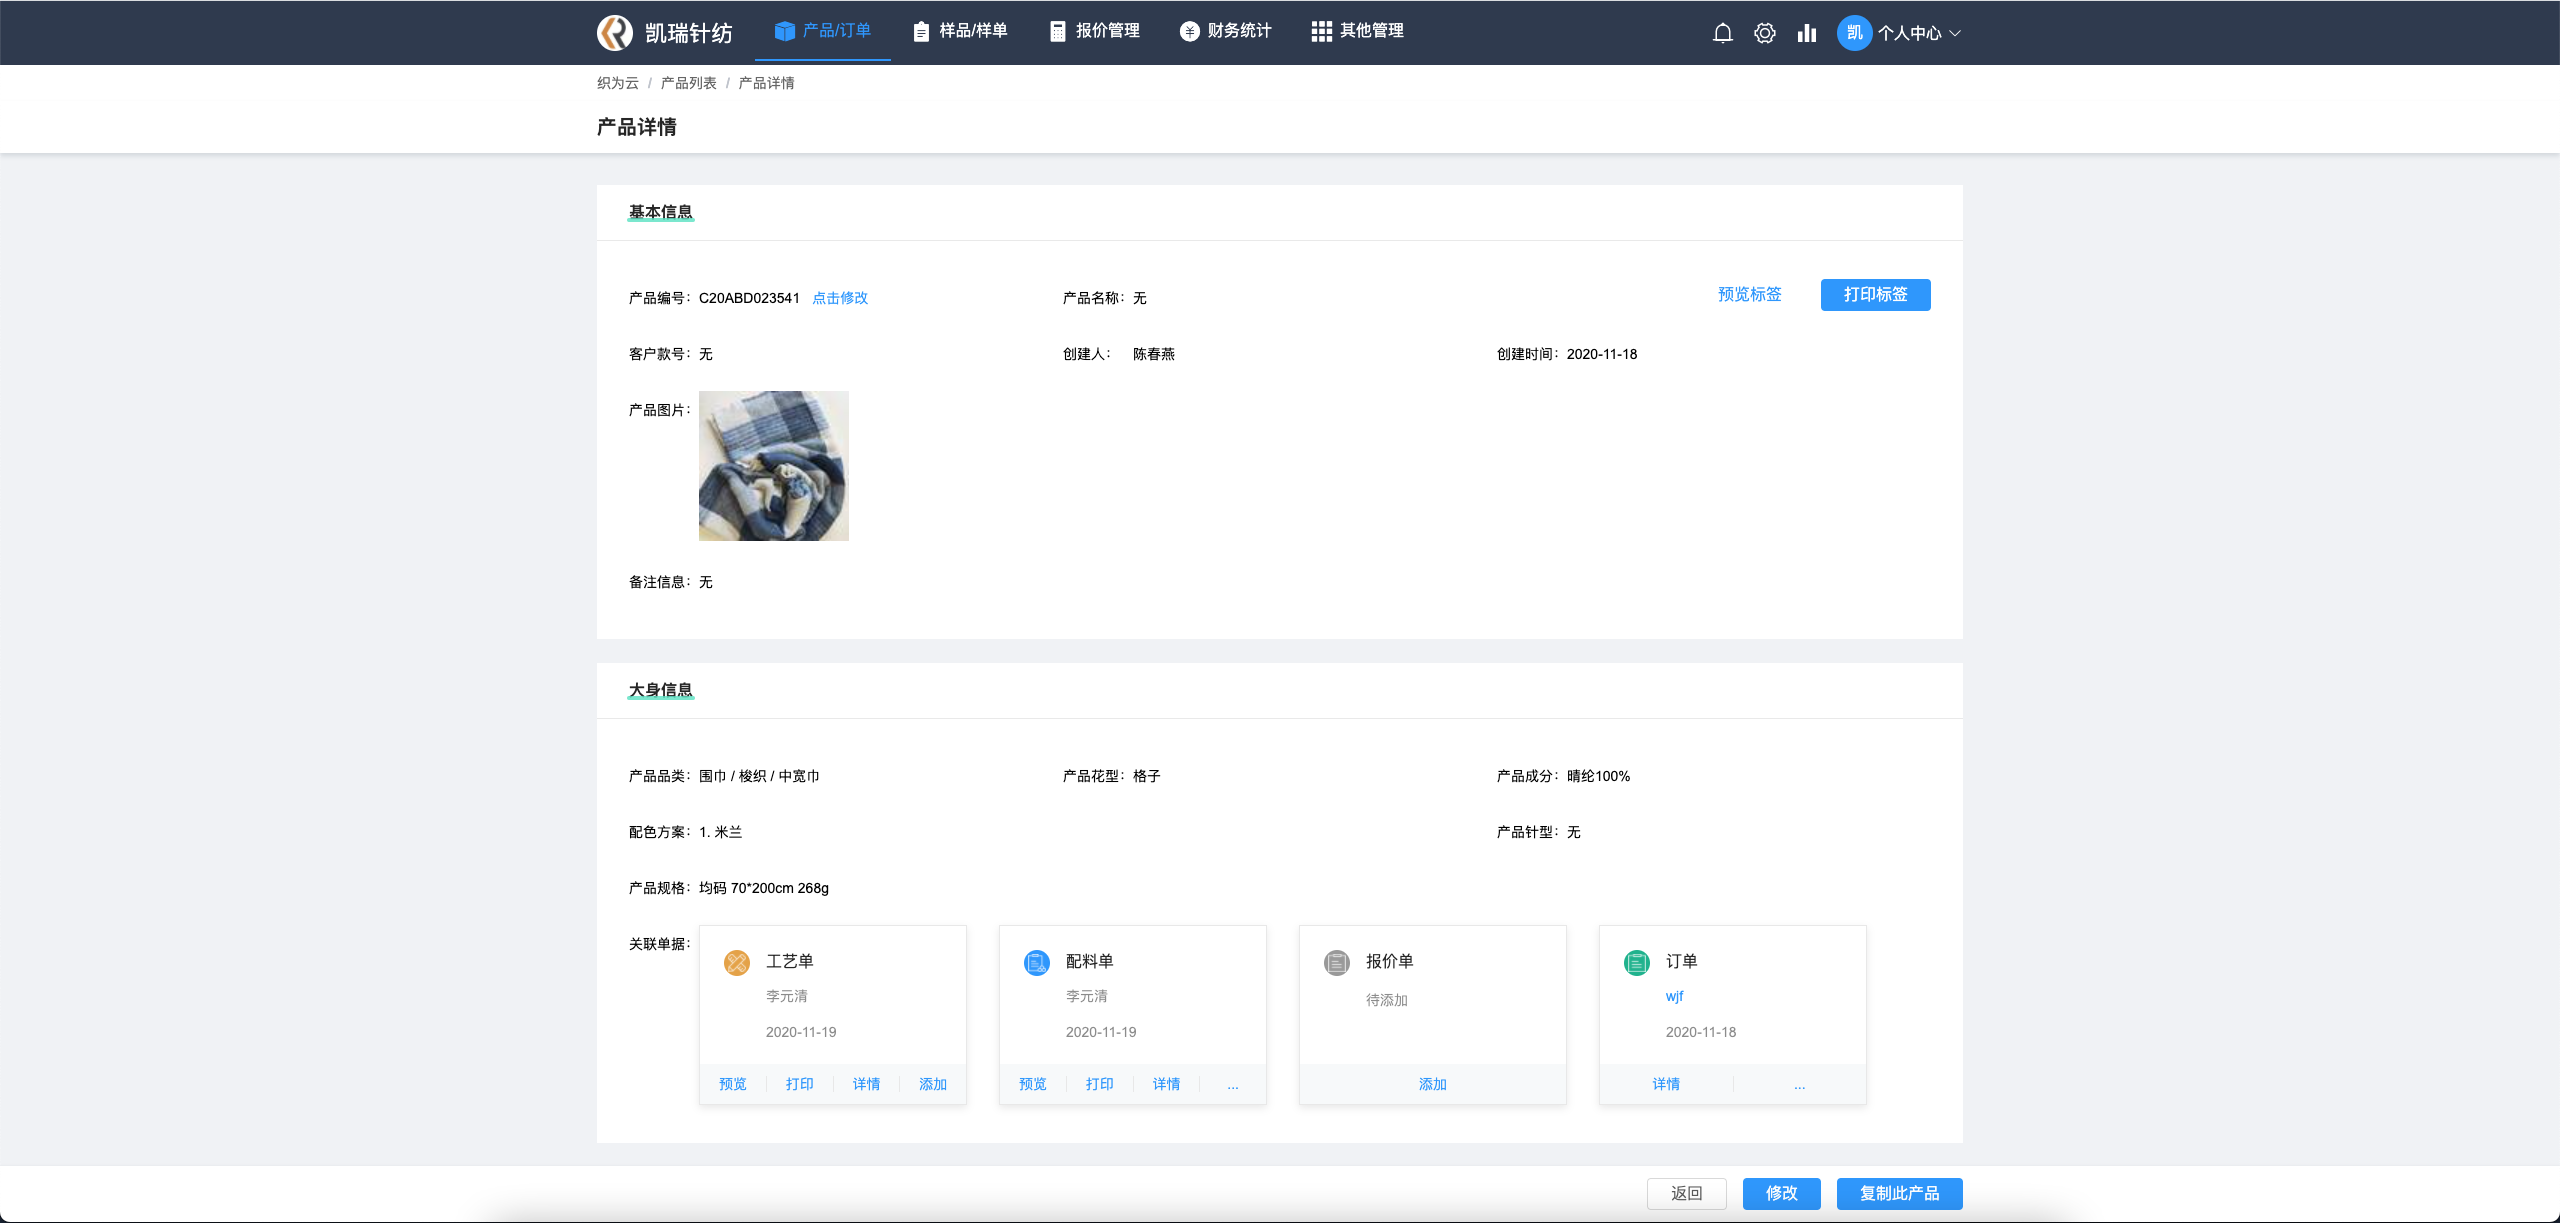 凯瑞针纺 产品/订单 样品/样单 报价管理 财务统计 其他管理 凯 个人中心
织为云 / 产品列表 / 产品详情
产品详情
基本信息
产品编号： C20ABD023541 点击修改 产品名称： 无 预览标签 打印标签
客户款号： 无 创建人： 陈春燕 创建时间： 2020-11-18
产品图片：
备注信息： 无
大身信息
产品品类： 围巾 / 梭织 / 中宽巾 产品花型： 格子 产品成分： 晴纶100%
配色方案： 1. 米兰 产品针型： 无
产品规格： 均码 70*200cm 268g
关联单据：
工艺单 配料单 报价单 订单
李元清 李元清 待添加 wjf
2020-11-19 2020-11-19 2020-11-18
预览 打印 详情 添加 预览 打印 详情 ... 添加 详情 ...
返回 修改 复制此产品